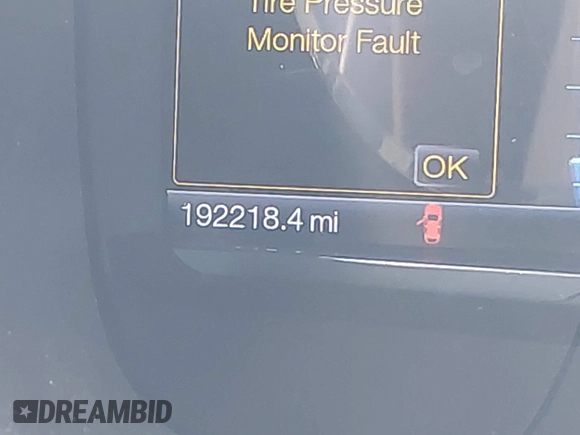 Tire Pressure
Monitor Fault
OK
192218.4 mi
DREAMBID